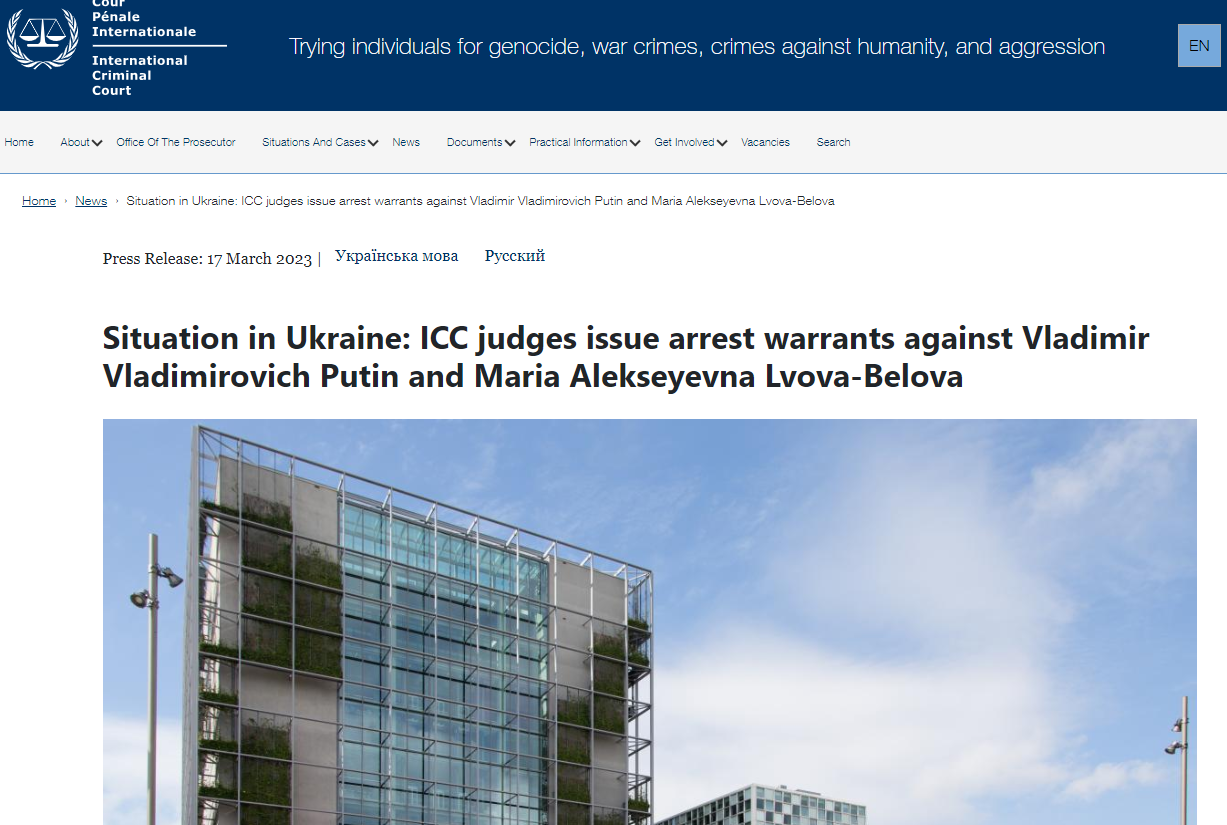 Cour
Pénale
Internationale
International
Criminal
Court
Trying individuals for genocide, war crimes, crimes against humanity, and aggression
EN
Home About Office Of The Prosecutor Situations And Cases News Documents Practical Information Get Involved Vacancies Search
Home › News › Situation in Ukraine: ICC judges issue arrest warrants against Vladimir Vladimirovich Putin and Maria Alekseyevna Lvova-Belova
Press Release: 17 March 2023 | Українська мова Русский
Situation in Ukraine: ICC judges issue arrest warrants against Vladimir
Vladimirovich Putin and Maria Alekseyevna Lvova-Belova